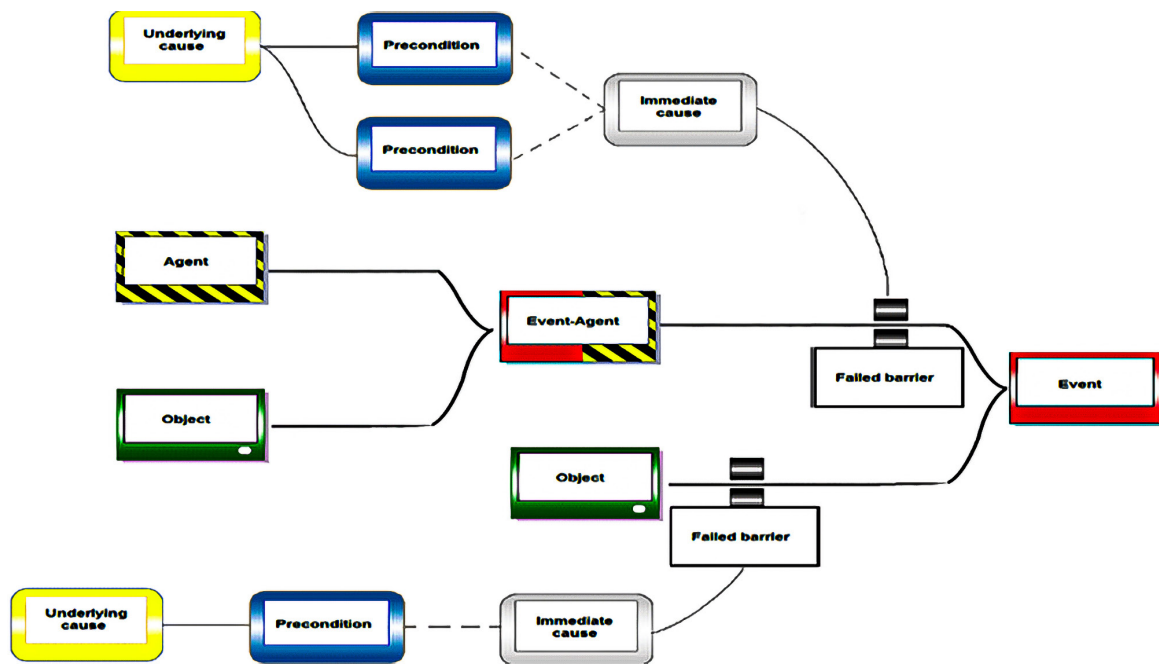 Underlying
cause
Precondition
Immediate
cause
Precondition
Agent
Event-Agent
Failed barrier
Event
Object
Object
Failed barrier
Underlying
cause
Precondition
Immediate
cause